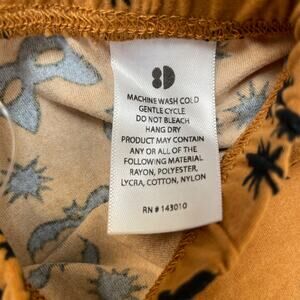 MACHINE WASH COLD
GENTLE CYCLE
DO NOT BLEACH
HANG DRY
PRODUCT MAY CONTAIN
ANY OR ALL OF THE
FOLLOWING MATERIAL
RAYON, POLYESTER,
LYCRA, COTTON, NYLON
RN # 143010